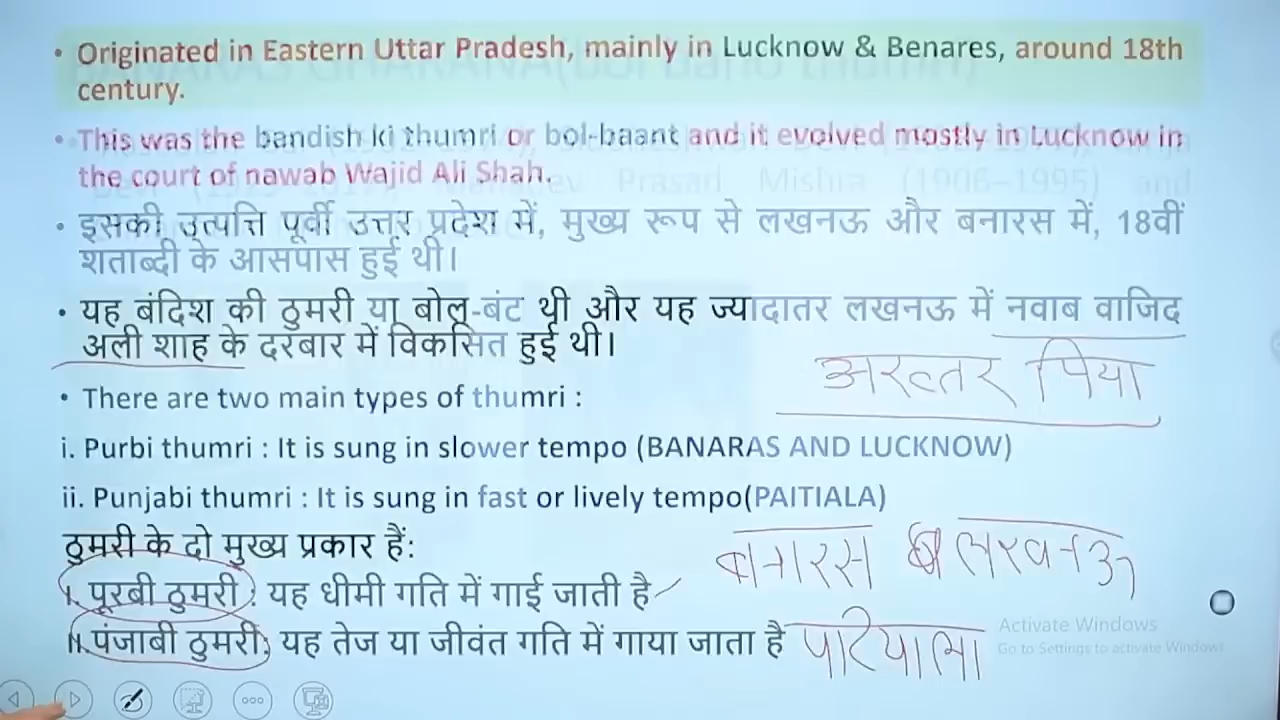 • Originated in Eastern Uttar Pradesh, mainly in Lucknow & Benares, around 18th
century.
• This was the bandish ki thumri or bol-baant and it evolved mostly in Lucknow in
the court of nawab Wajid Ali Shah.
Prasad Mishra (1906–1995) and
• इसकी उत्पत्ति पूर्वी उत्तर प्रदेश में, मुख्य रूप से लखनऊ और बनारस में, 18वीं
शताब्दी के आसपास हुई थी।
• यह बंदिश की ठुमरी या बोल-बंट थी और यह ज्यादातर लखनऊ में नवाब वाजिद
अली शाह के दरबार में विकसित हुई थी।
अख्तर पिया
• There are two main types of thumri :
i. Purbi thumri : It is sung in slower tempo (BANARAS AND LUCKNOW)
ii. Punjabi thumri : It is sung in fast or lively tempo(PAITIALA)
ठुमरी के दो मुख्य प्रकार हैं:
बनारस लखनऊ
i. पूरबी ठुमरी : यह धीमी गति में गाई जाती है
ii. पंजाबी ठुमरी: यह तेज या जीवंत गति में गाया जाता है पटियाला
Activate Windows
Go to Settings to activate Windows.